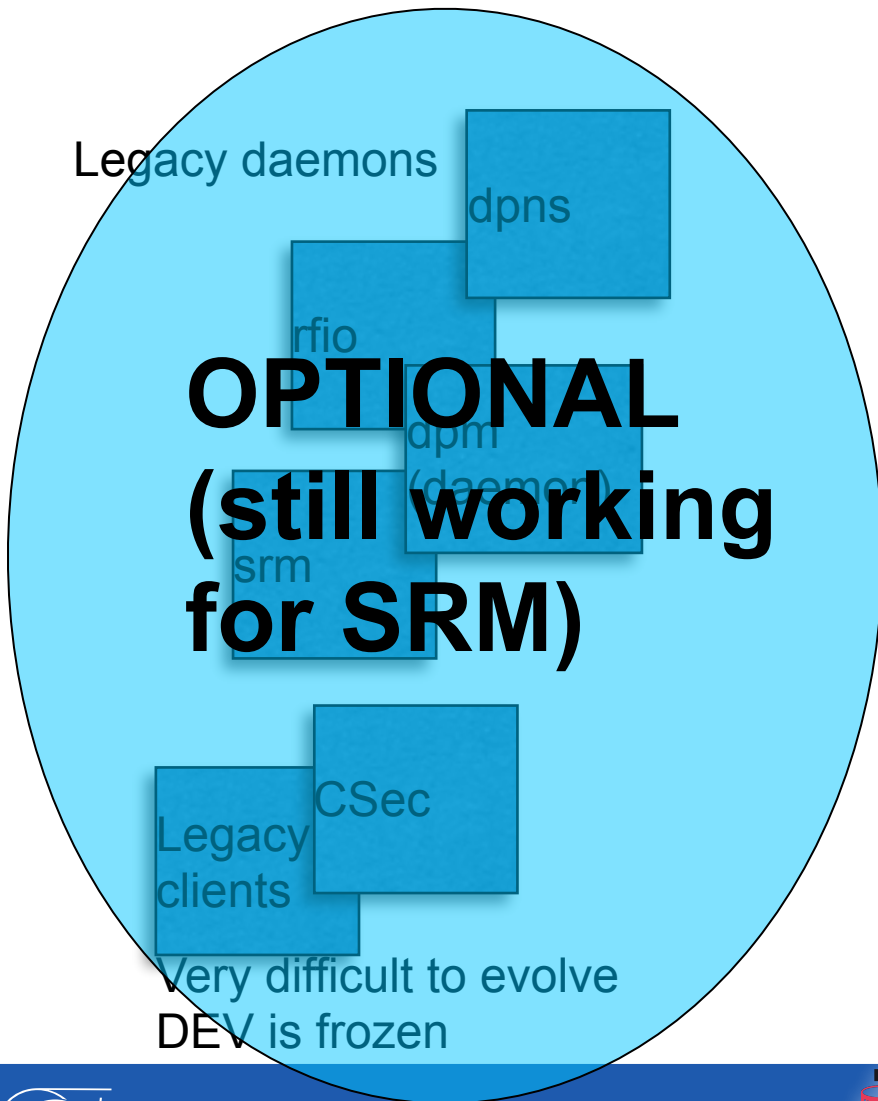 Legacy daemons
dpns
rfio
OPTIONAL
dpm
(daemon)
(still working
srm
for SRM)
CSec
Legacy
clients
Very difficult to evolve
DEV is frozen